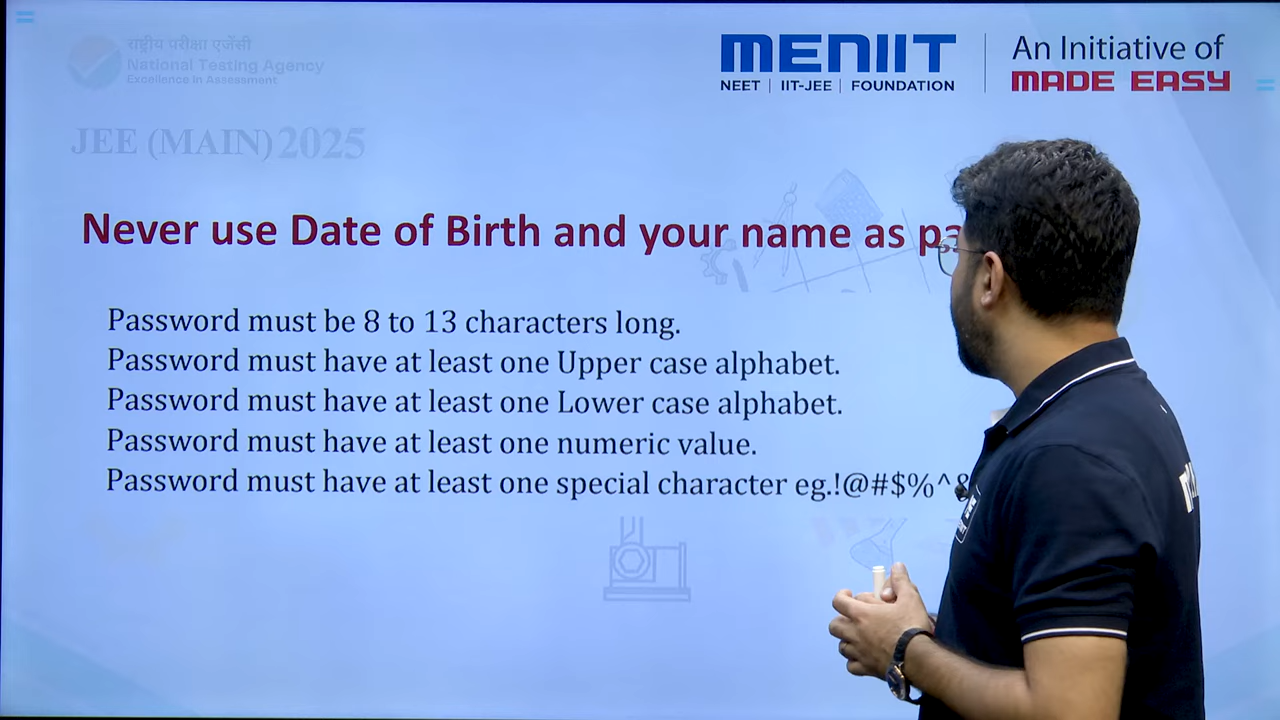 राष्ट्रीय परीक्षा एजेंसी
National Testing Agency
Excellence in Assessment
MENIIT
NEET | IIT-JEE | FOUNDATION
An Initiative of
MADE EASY
JEE (MAIN) 2025
Never use Date of Birth and your name as
Password must be 8 to 13 characters long.
Password must have at least one Upper case alphabet.
Password must have at least one Lower case alphabet.
Password must have at least one numeric value.
Password must have at least one special character eg.!@#$%^&